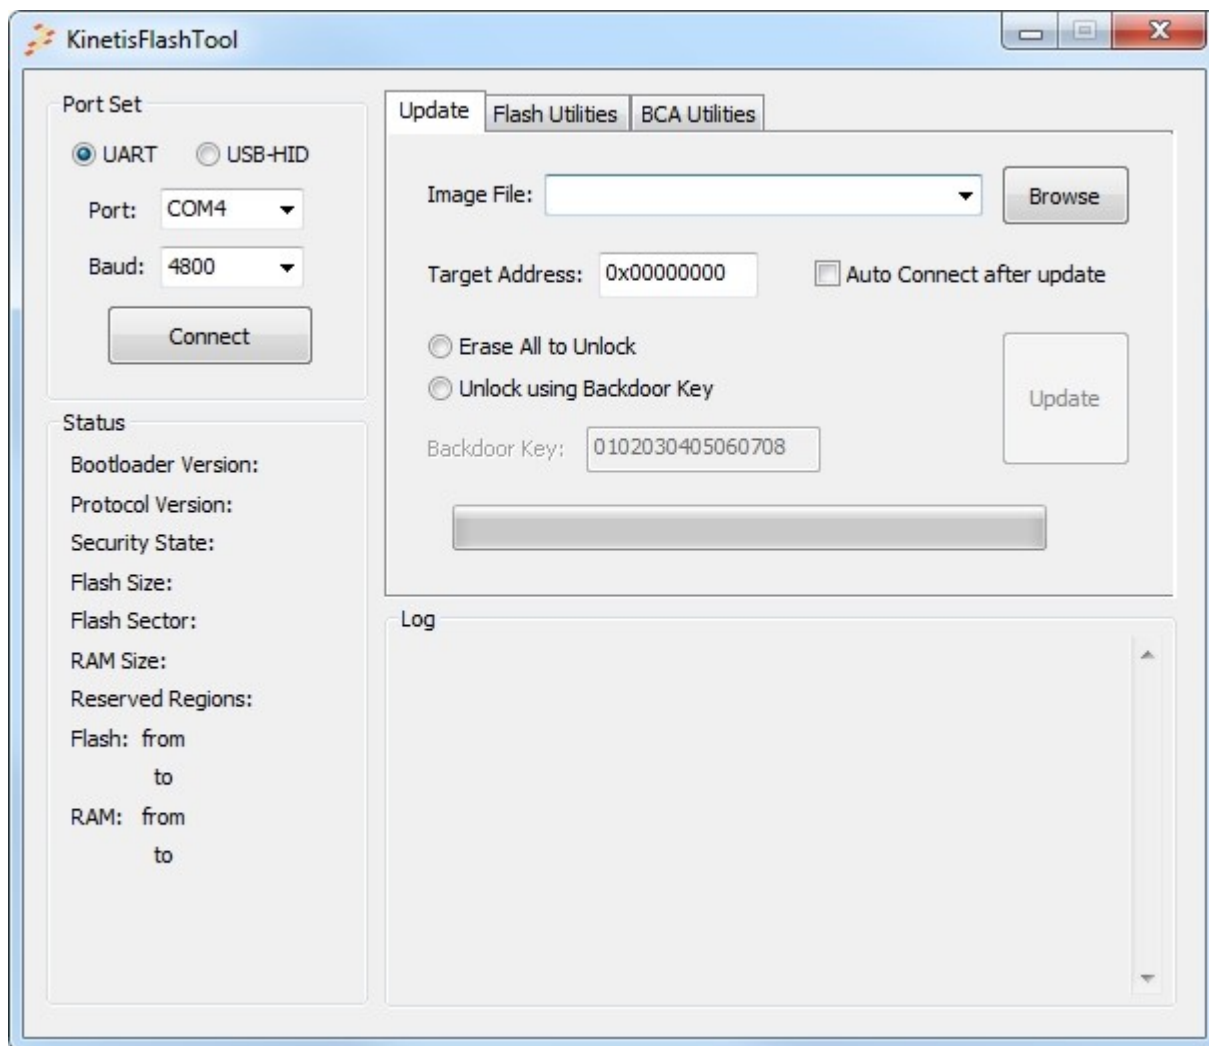 KinetisFlashTool
Port Set
UART USB-HID
Port: COM4
Baud: 4800
Connect
Status
Bootloader Version:
Protocol Version:
Security State:
Flash Size:
Flash Sector:
RAM Size:
Reserved Regions:
Flash: from
to
RAM: from
to
Update Flash Utilities BCA Utilities
Image File: Browse
Target Address: 0x00000000 Auto Connect after update
Erase All to Unlock
Unlock using Backdoor Key
Update
Backdoor Key: 0102030405060708
Log